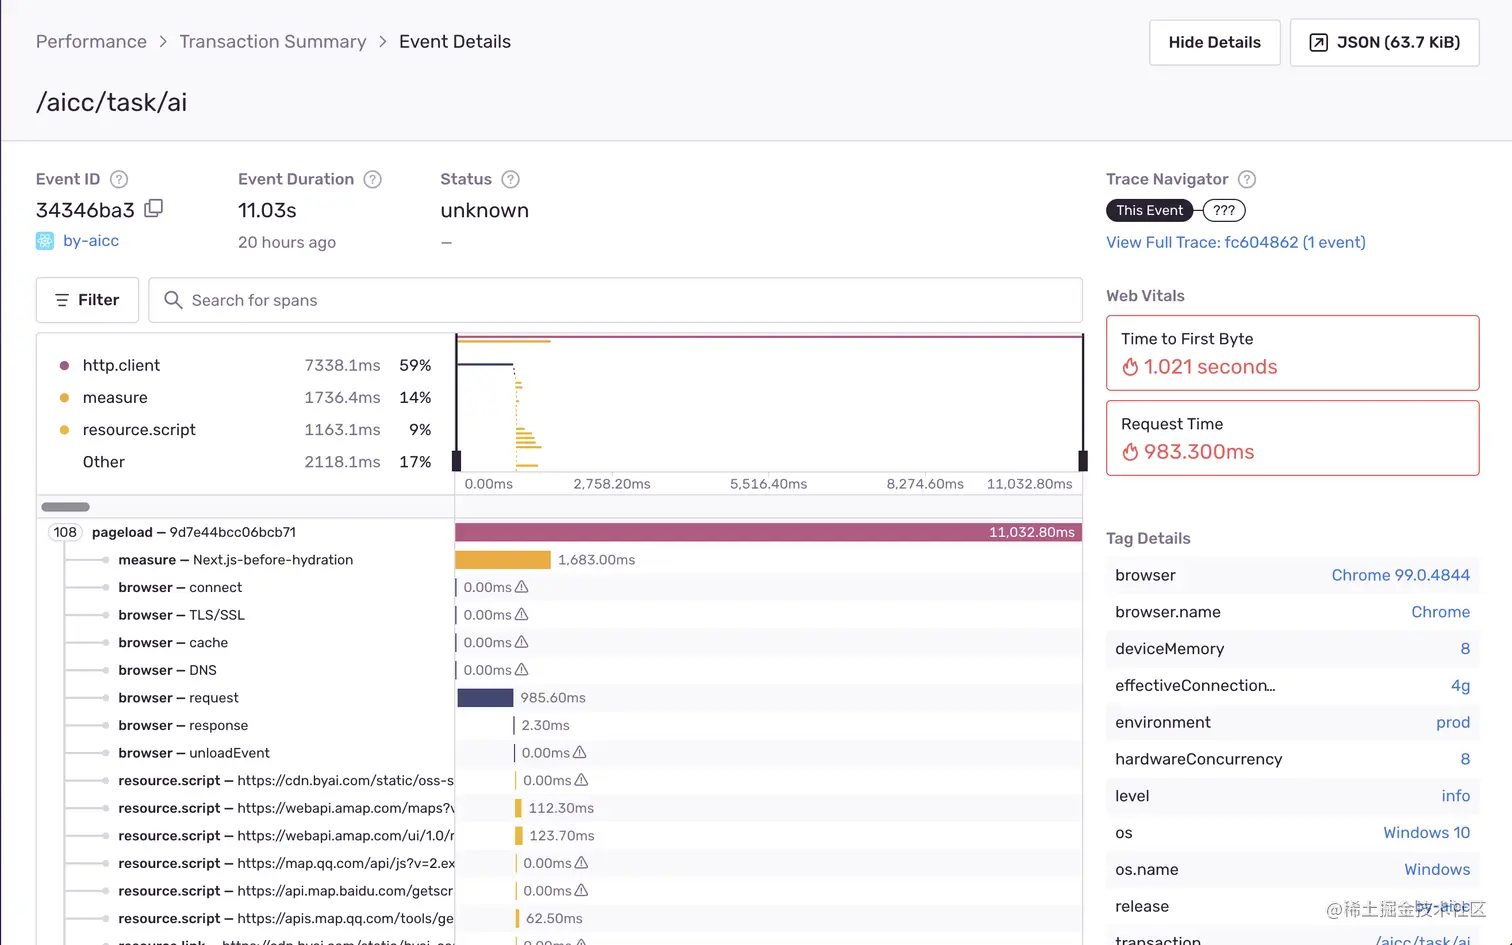 Performance > Transaction Summary > Event Details
Hide Details
JSON (63.7 KiB)
/aicc/task/ai
Event ID ?
34346ba3
by-aicc
Event Duration ?
11.03s
20 hours ago
Status ?
unknown
—
Trace Navigator ?
This Event ???
View Full Trace: fc604862 (1 event)
Filter
Search for spans
http.client 7338.1ms 59%
measure 1736.4ms 14%
resource.script 1163.1ms 9%
Other 2118.1ms 17%
0.00ms 2,758.20ms 5,516.40ms 8,274.60ms 11,032.80ms
108 pageload — 9d7e44bcc06bcb71 11,032.80ms
measure — Next.js-before-hydration 1,683.00ms
browser — connect 0.00ms
browser — TLS/SSL 0.00ms
browser — cache 0.00ms
browser — DNS 0.00ms
browser — request 985.60ms
browser — response 2.30ms
browser — unloadEvent 0.00ms
resource.script — https://cdn.byai.com/static/oss-s 0.00ms
resource.script — https://webapi.amap.com/maps?v 112.30ms
resource.script — https://webapi.amap.com/ui/1.0/r 123.70ms
resource.script — https://map.qq.com/api/js?v=2.ex 0.00ms
resource.script — https://api.map.baidu.com/getscr 0.00ms
resource.script — https://apis.map.qq.com/tools/ge 62.50ms
Web Vitals
Time to First Byte
1.021 seconds
Request Time
983.300ms
Tag Details
browser Chrome 99.0.4844
browser.name Chrome
deviceMemory 8
effectiveConnection… 4g
environment prod
hardwareConcurrency 8
level info
os Windows 10
os.name Windows
release by-aicc
transaction /aicc/task/ai
@稀土掘金技术社区